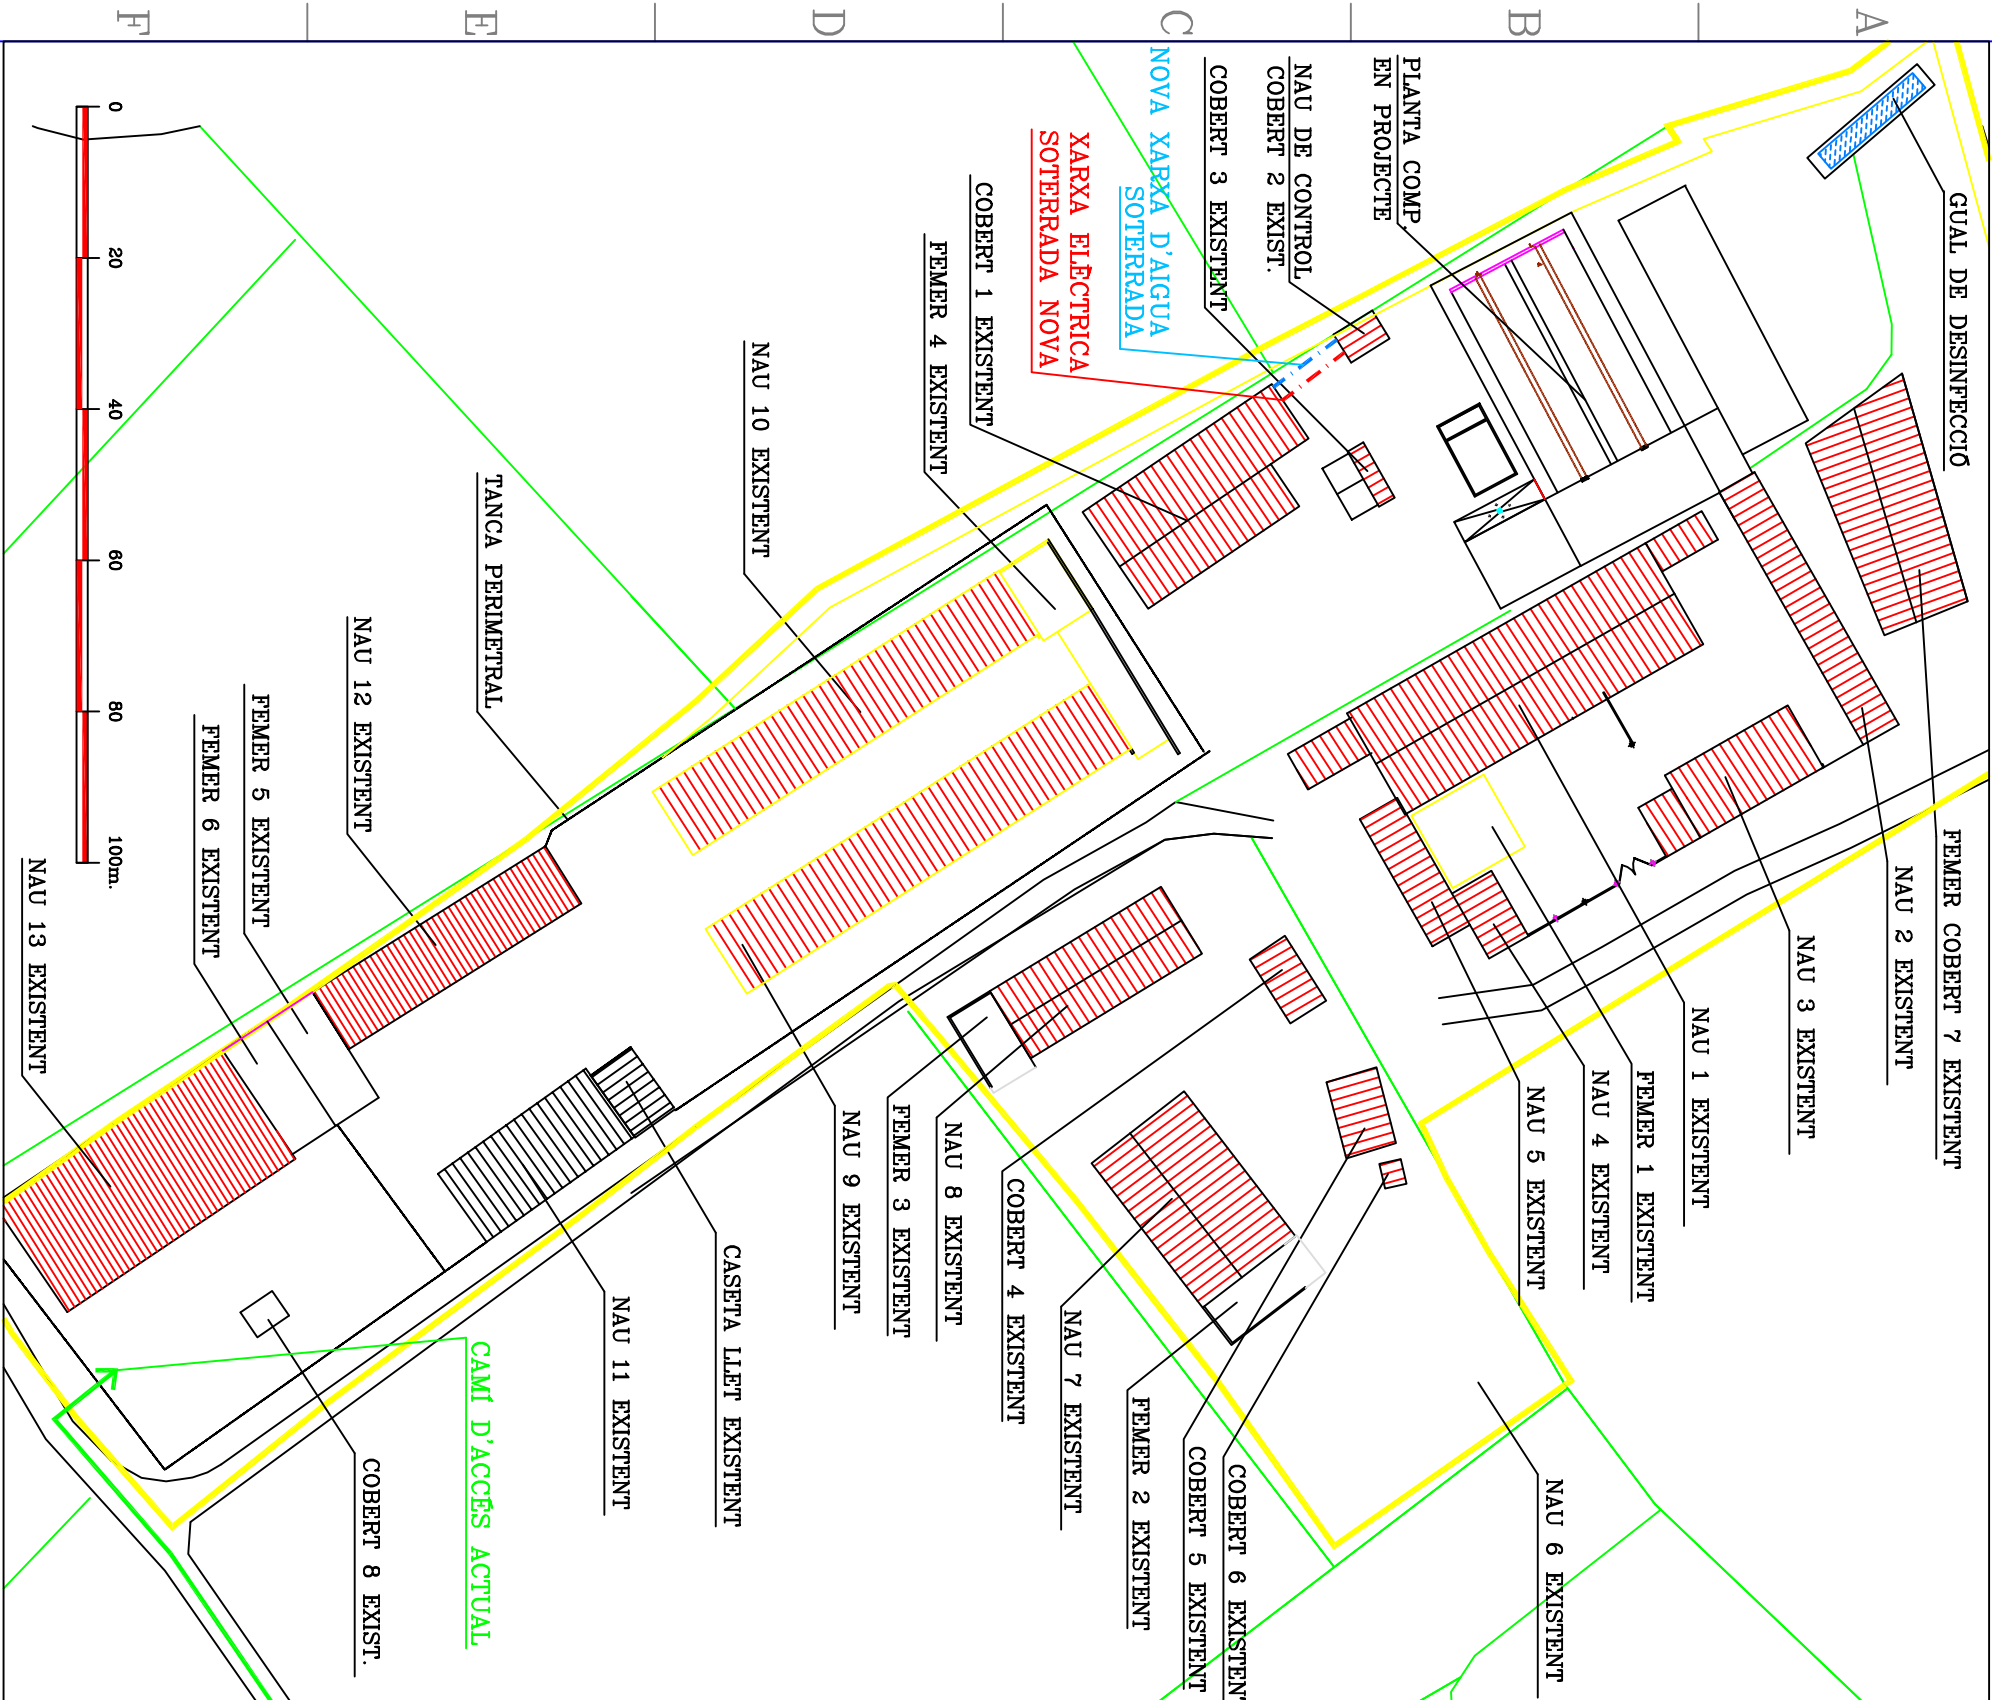 A
B
C
D
E
F
GUAL DE DESINFECCIÓ
PLANTA COMP.
EN PROJECTE
NAU DE CONTROL
COBERT 2 EXIST.
COBERT 3 EXISTENT
NOVA XARXA D'AIGUA
SOTERRADA
XARXA ELÈCTRICA
SOTERRADA NOVA
COBERT 1 EXISTENT
FEMER 4 EXISTENT
NAU 10 EXISTENT
TANCA PERIMETRAL
NAU 12 EXISTENT
FEMER 5 EXISTENT
FEMER 6 EXISTENT
NAU 13 EXISTENT
0
20
40
60
80
100m.
FEMER COBERT 7 EXISTENT
NAU 2 EXISTENT
NAU 3 EXISTENT
NAU 1 EXISTENT
FEMER 1 EXISTENT
NAU 4 EXISTENT
NAU 5 EXISTENT
NAU 6 EXISTENT
COBERT 6 EXISTENT
COBERT 5 EXISTENT
FEMER 2 EXISTENT
NAU 7 EXISTENT
COBERT 4 EXISTENT
NAU 8 EXISTENT
FEMER 3 EXISTENT
NAU 9 EXISTENT
CASETA LLET EXISTENT
NAU 11 EXISTENT
CAMÍ D'ACCÉS ACTUAL
COBERT 8 EXIST.